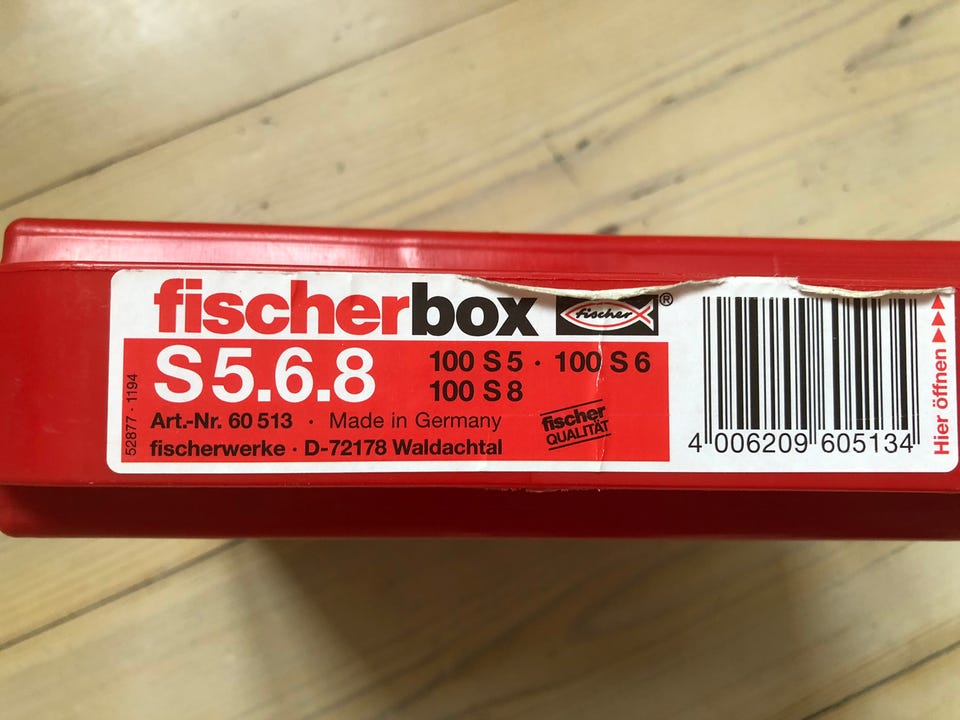 fischerbox fischer ®
S 5.6.8
100 S 5 · 100 S 6
100 S 8
Art.-Nr. 60 513 · Made in Germany
fischerwerke · D-72178 Waldachtal
fischer
QUALITÄT
52877 · 1194
4 006209 605134
Hier öffnen